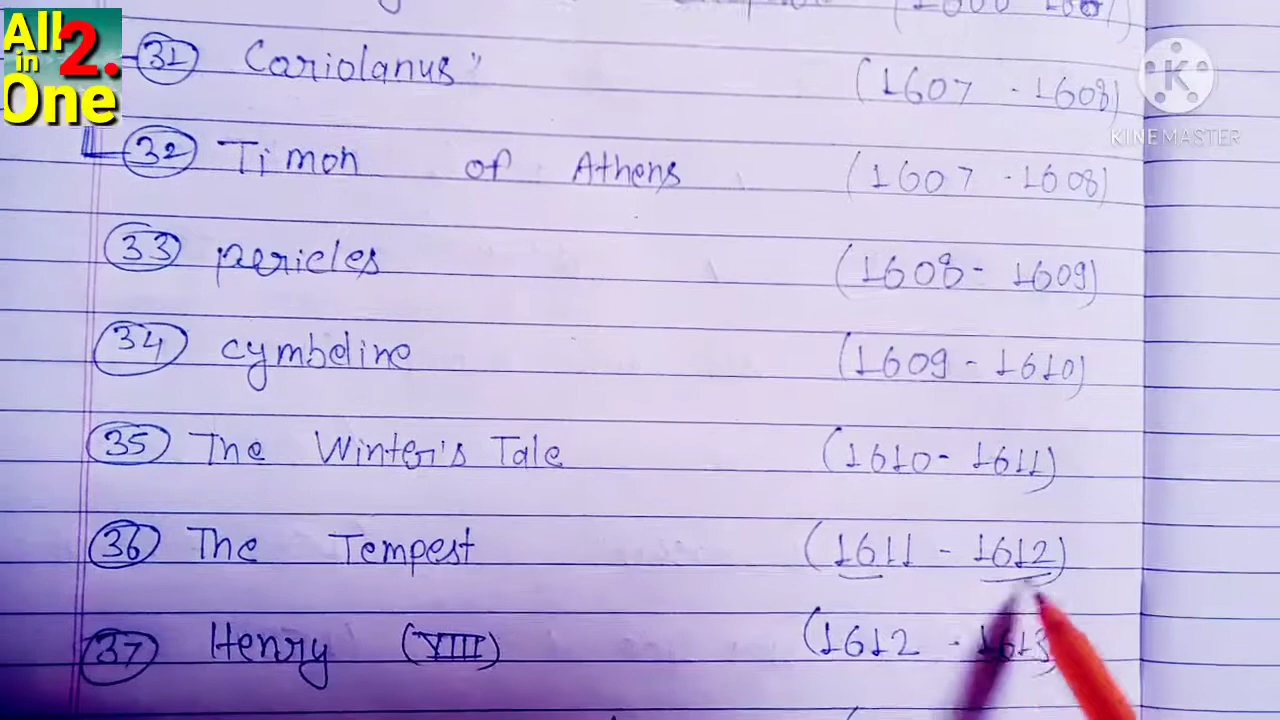 All
in 2.
One
(31) Cariolanus" (1607 - 1608)
KINEMASTER
(32) Timon of Athens (1607 - 1608)
(33) pericles (1608 - 1609)
(34) cymbeline (1609 - 1610)
(35) The Winter's Tale (1610 - 1611)
(36) The Tempest (1611 - 1612)
(37) Henry (VIII) (1612 - 1613